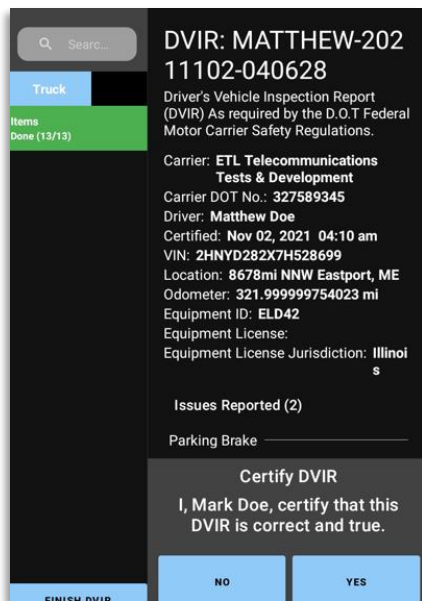 Searc...
Truck
Items
Done (13/13)
FINISH DVIR
DVIR: MATTHEW-202
11102-040628
Driver's Vehicle Inspection Report
(DVIR) As required by the D.O.T Federal
Motor Carrier Safety Regulations.
Carrier: ETL Telecommunications
Tests & Development
Carrier DOT No.: 327589345
Driver: Matthew Doe
Certified: Nov 02, 2021 04:10 am
VIN: 2HNYD282X7H528699
Location: 8678mi NNW Eastport, ME
Odometer: 321.999999754023 mi
Equipment ID: ELD42
Equipment License:
Equipment License Jurisdiction: Illinoi
s
Issues Reported (2)
Parking Brake
Certify DVIR
I, Mark Doe, certify that this
DVIR is correct and true.
NO
YES